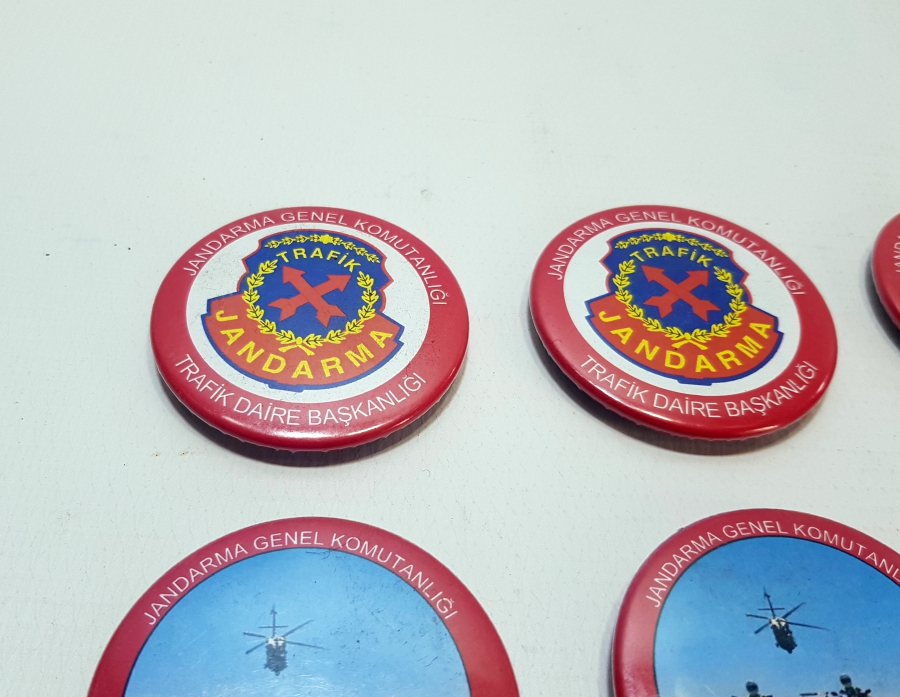 JANDARMA GENEL KOMUTANLIĞI
TRAFİK
JANDARMA
TRAFİK DAİRE BAŞKANLIĞI
JANDARMA GENEL KOMUTANLIĞI
TRAFİK
JANDARMA
TRAFİK DAİRE BAŞKANLIĞI
JANDARMA GENEL KOMUTANLIĞI
JANDARMA GENEL